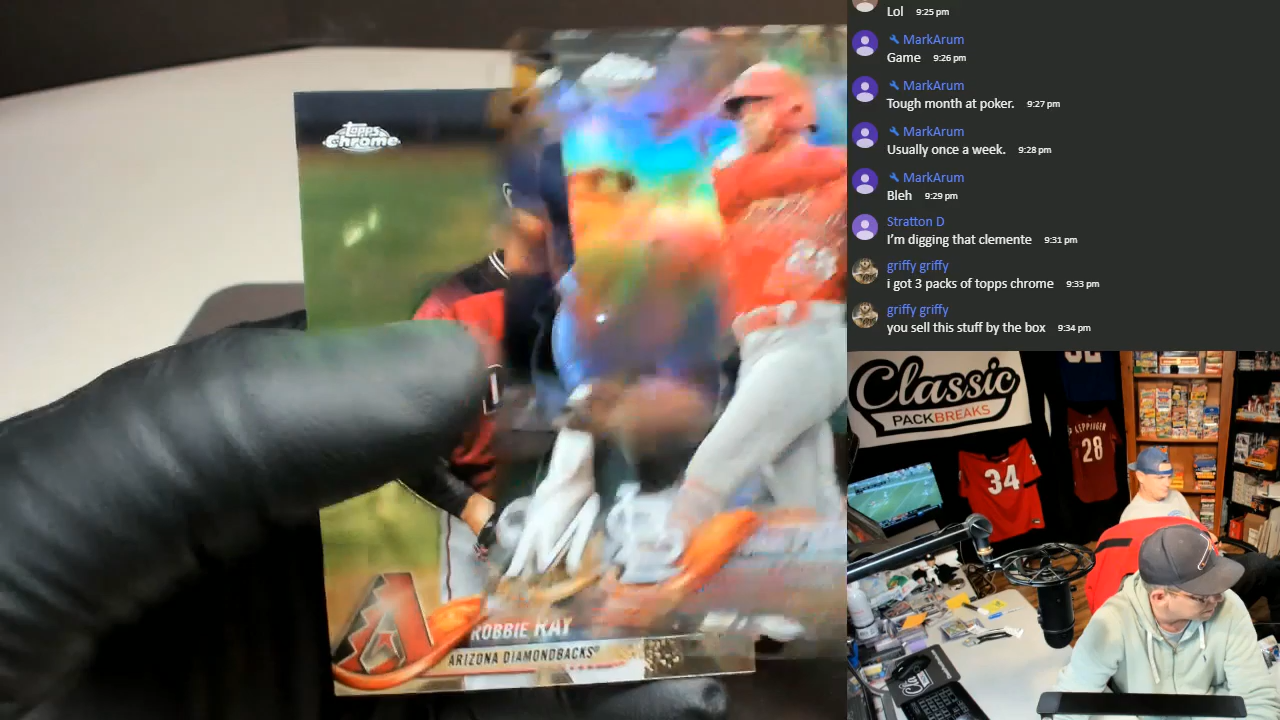 Lol 9:25 pm
MarkArum
Game 9:26 pm
MarkArum
Tough month at poker. 9:27 pm
MarkArum
Usually once a week. 9:28 pm
MarkArum
Bleh 9:29 pm
Stratton D
I'm digging that clemente 9:31 pm
griffy griffy
i got 3 packs of topps chrome 9:33 pm
griffy griffy
you sell this stuff by the box 9:34 pm
Topps
Chrome
ROBBIE RAY
ARIZONA DIAMONDBACKS
Classic
PACK BREAKS
34
LEPPINGER
28